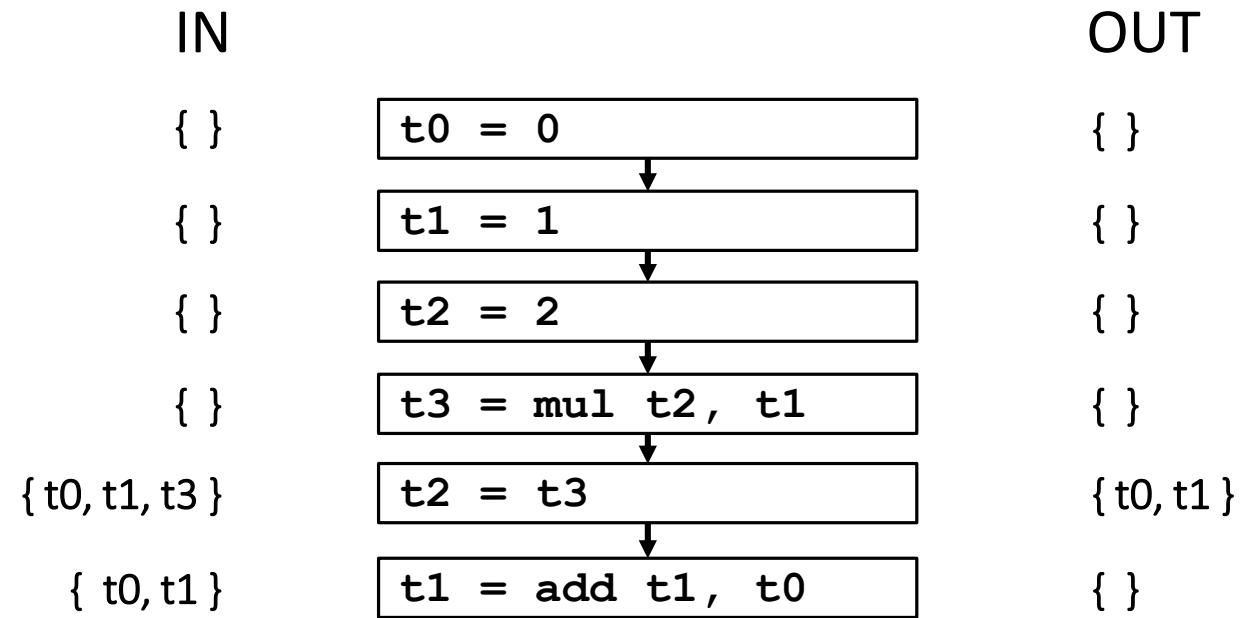 IN OUT
{ } t0 = 0 { }
{ } t1 = 1 { }
{ } t2 = 2 { }
{ } t3 = mul t2, t1 { }
{ t0, t1, t3 } t2 = t3 { t0, t1 }
{ t0, t1 } t1 = add t1, t0 { }